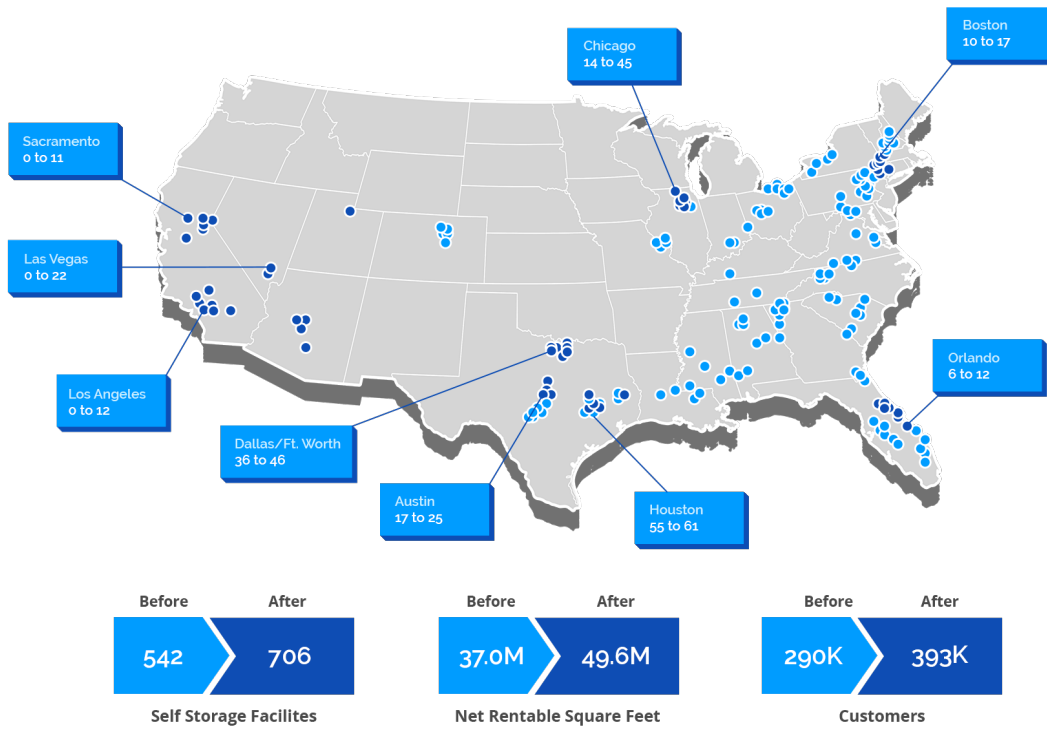 Boston
10 to 17
Chicago
14 to 45
Sacramento
0 to 11
Las Vegas
0 to 22
Orlando
6 to 12
Los Angeles
0 to 12
Dallas/Ft. Worth
36 to 46
Austin
17 to 25
Houston
55 to 61
Before After
542 706
Self Storage Facilites
Before After
37.0M 49.6M
Net Rentable Square Feet
Before After
290K 393K
Customers